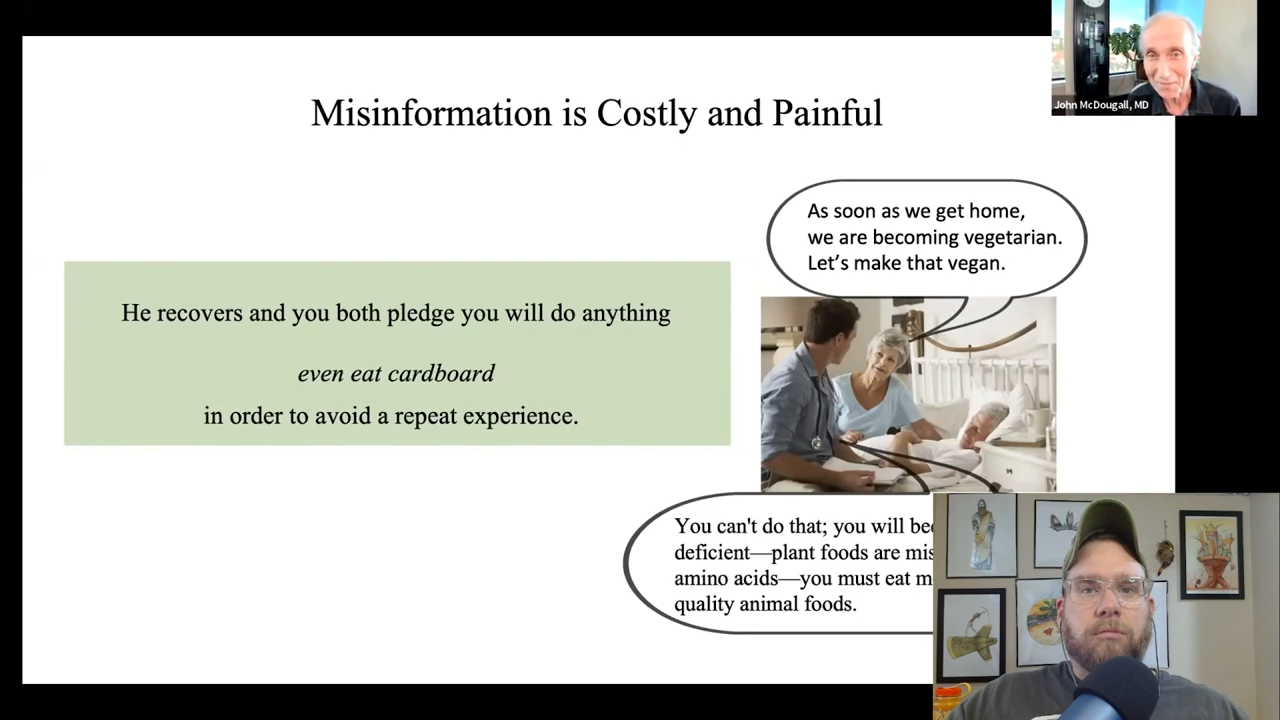 John McDougall, MD
Misinformation is Costly and Painful
As soon as we get home,
we are becoming vegetarian.
Let’s make that vegan.
He recovers and you both pledge you will do anything
even eat cardboard
in order to avoid a repeat experience.
You can't do that; you will
deficient—plant foods are
amino acids—you must eat
quality animal foods.